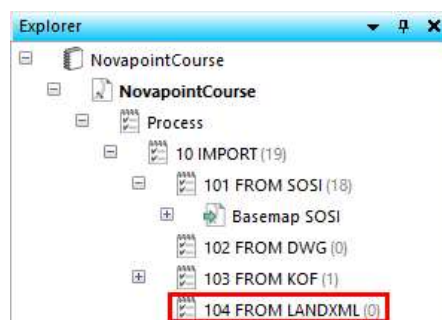 Explorer
NovapointCourse
NovapointCourse
Process
10 IMPORT (19)
101 FROM SOSI (18)
Basemap SOSI
102 FROM DWG (0)
103 FROM KOF (1)
104 FROM LANDXML (0)